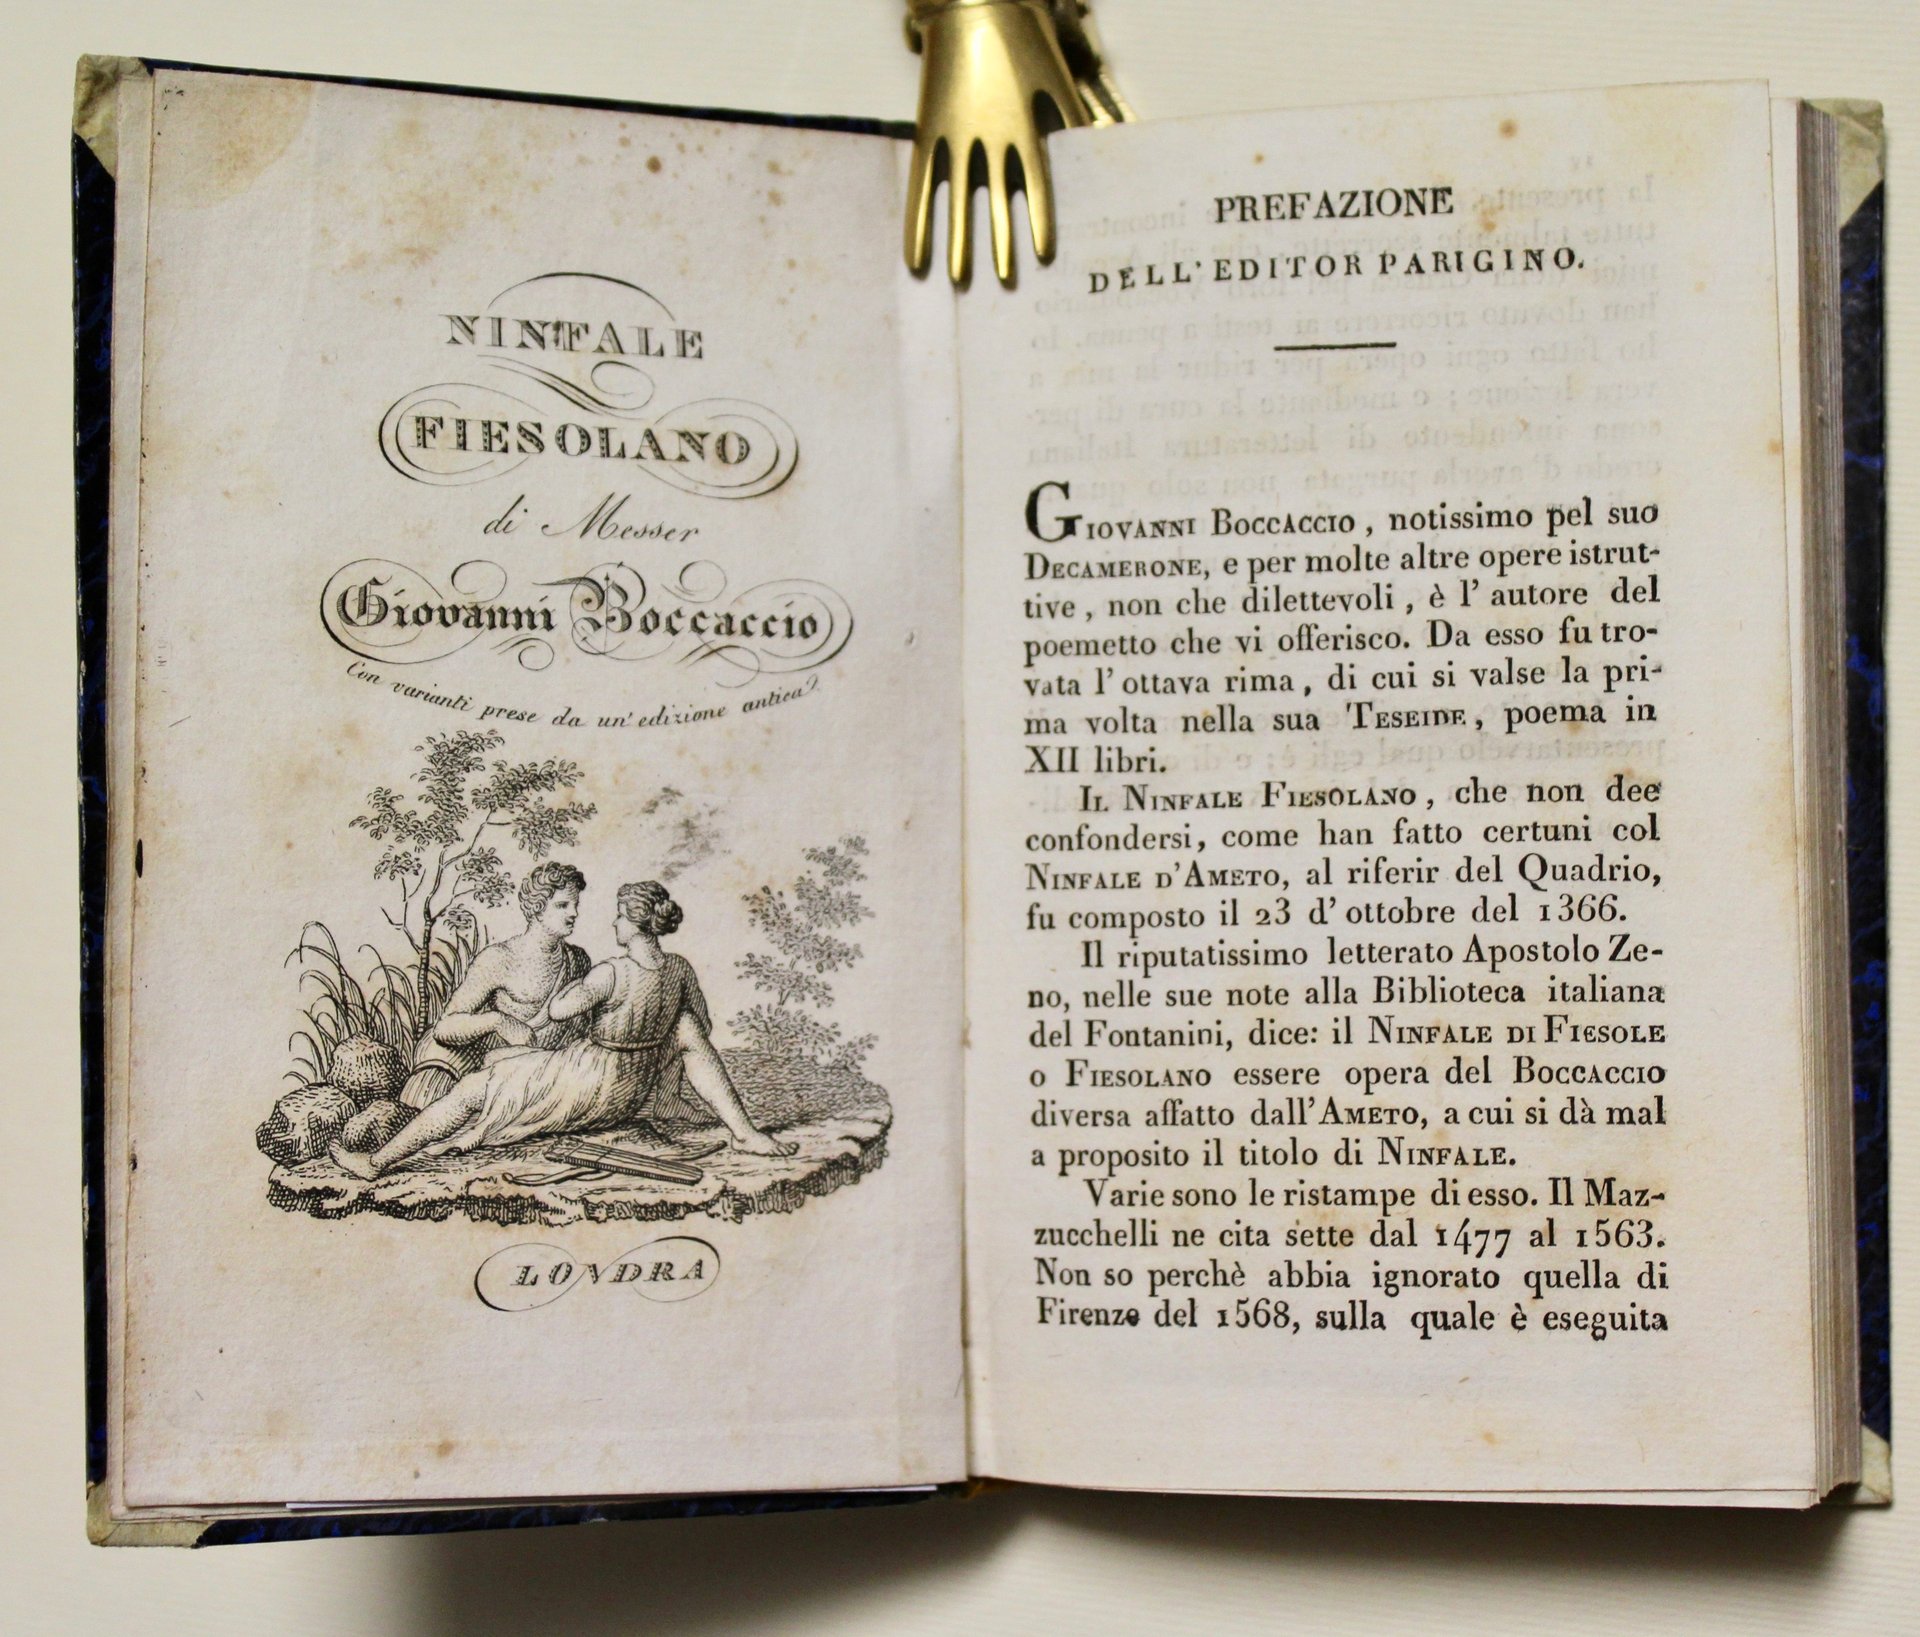 NINFALE
FIESOLANO
di Messer
Giovanni Boccaccio
Con varianti prese da un' edizione antica
LONDRA
PREFAZIONE
DELL' EDITOR PARIGINO.
GIOVANNI BOCCACCIO, notissimo pel suo
DECAMERONE, e per molte altre opere istrut-
tive, non che dilettevoli, è l' autore del
poemetto che vi offerisco. Da esso fu tro-
vata l' ottava rima, di cui si valse la pri-
ma volta nella sua TESEIDE, poema in
XII libri.
IL NINFALE FIESOLANO, che non dee
confondersi, come han fatto certuni col
NINFALE D'AMETO, al riferir del Quadrio,
fu composto il 23 d' ottobre del 1366.
Il riputatissimo letterato Apostolo Ze-
no, nelle sue note alla Biblioteca italiana
del Fontanini, dice: il NINFALE DI FIESOLE
o FIESOLANO essere opera del BOCCACCIO
diversa affatto dall'AMETO, a cui si dà mal
a proposito il titolo di NINFALE.
Varie sono le ristampe di esso. Il Maz-
zucchelli ne cita sette dal 1477 al 1563.
Non so perchè abbia ignorato quella di
Firenze del 1568, sulla quale è eseguita